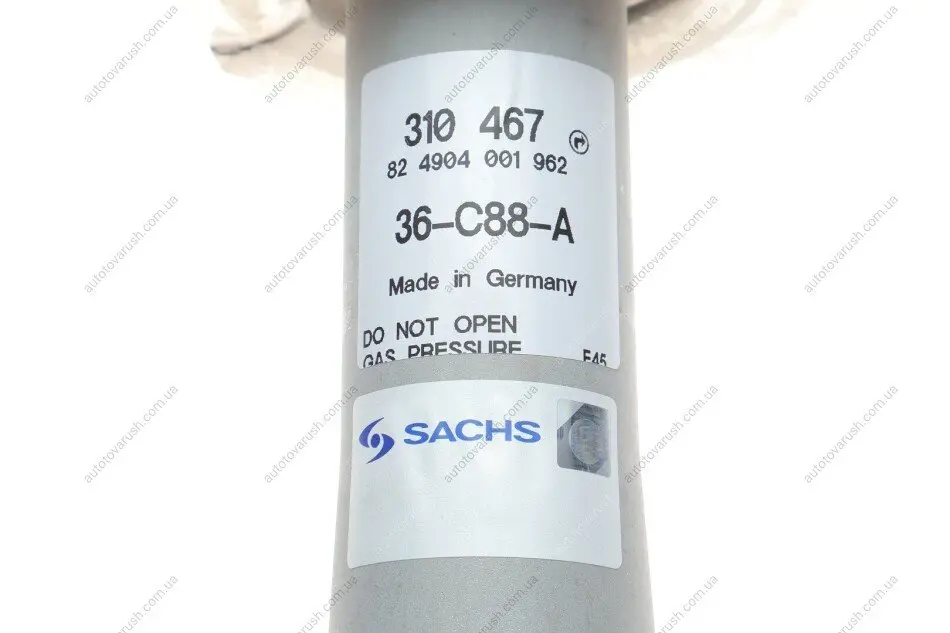 310 467
82 4904 001 962
36-C88-A
Made in Germany
DO NOT OPEN
GAS PRESSURE E45
SACHS
autotovarush.com.ua